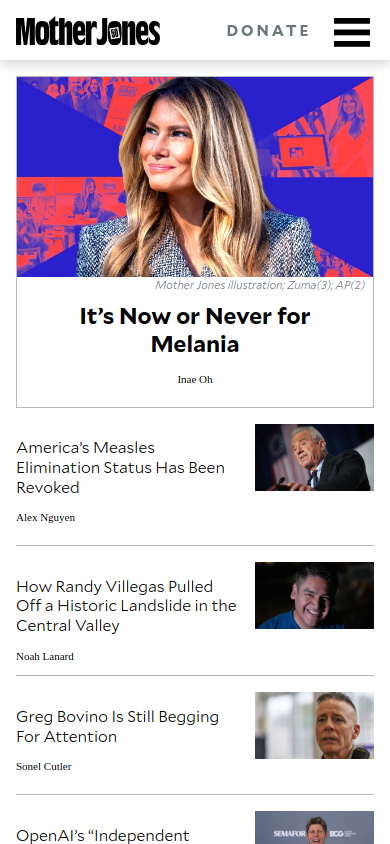 Mother Jones
DONATE
Mother Jones illustration; Zuma(3); AP(2)
It’s Now or Never for
Melania
Inae Oh
America’s Measles
Elimination Status Has Been
Revoked
Alex Nguyen
How Randy Villegas Pulled
Off a Historic Landslide in the
Central Valley
Noah Lanard
Greg Bovino Is Still Begging
For Attention
Sonel Cutler
OpenAI’s “Independent
SEMAFOR
BCG